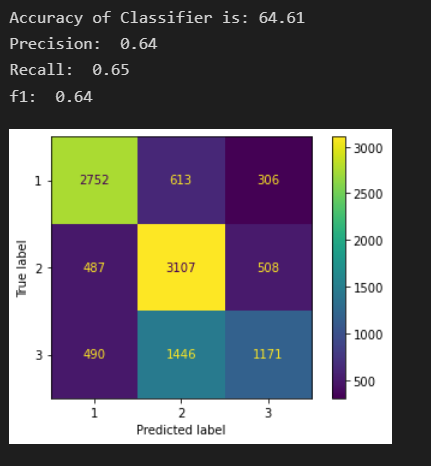 Accuracy of Classifier is: 64.61
Precision:  0.64
Recall:  0.65
f1:  0.64
1 2752 613 306
2 487 3107 508
3 490 1446 1171
1 2 3
Predicted label
True label
3000
2500
2000
1500
1000
500